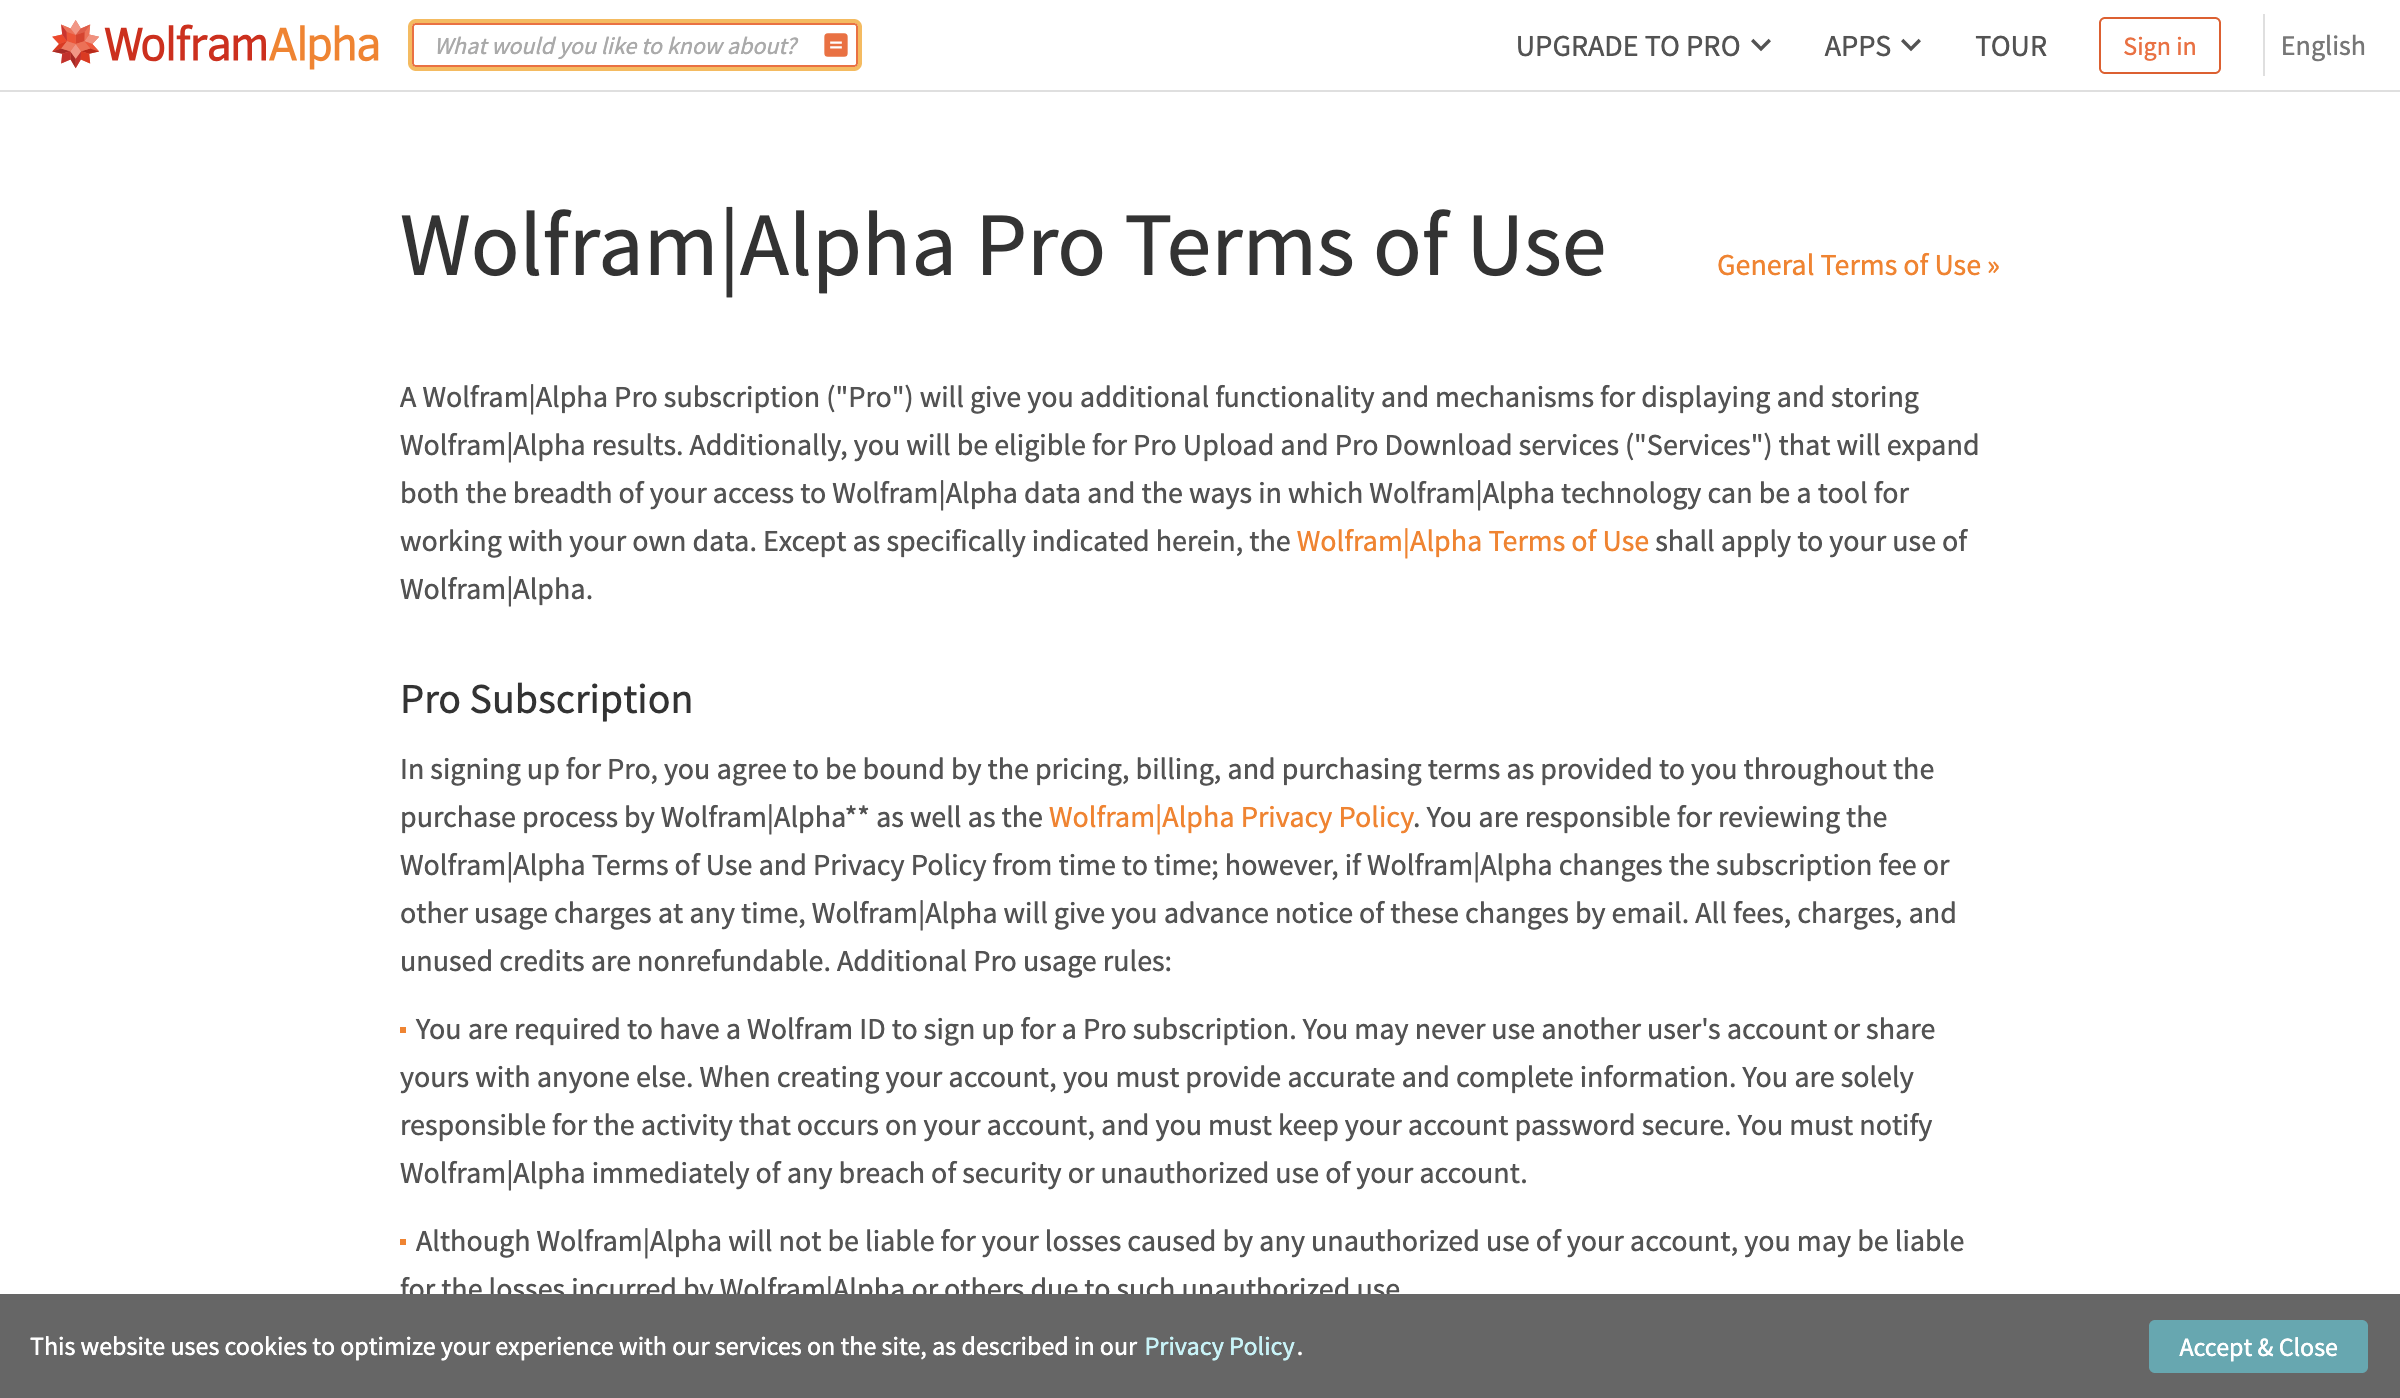 WolframAlpha
What would you like to know about?
UPGRADE TO PRO
APPS
TOUR
Sign in
English
Wolfram|Alpha Pro Terms of Use
General Terms of Use »
A Wolfram|Alpha Pro subscription ("Pro") will give you additional functionality and mechanisms for displaying and storing
Wolfram|Alpha results. Additionally, you will be eligible for Pro Upload and Pro Download services ("Services") that will expand
both the breadth of your access to Wolfram|Alpha data and the ways in which Wolfram|Alpha technology can be a tool for
working with your own data. Except as specifically indicated herein, the Wolfram|Alpha Terms of Use shall apply to your use of
Wolfram|Alpha.
Pro Subscription
In signing up for Pro, you agree to be bound by the pricing, billing, and purchasing terms as provided to you throughout the
purchase process by Wolfram|Alpha** as well as the Wolfram|Alpha Privacy Policy. You are responsible for reviewing the
Wolfram|Alpha Terms of Use and Privacy Policy from time to time; however, if Wolfram|Alpha changes the subscription fee or
other usage charges at any time, Wolfram|Alpha will give you advance notice of these changes by email. All fees, charges, and
unused credits are nonrefundable. Additional Pro usage rules:
▪ You are required to have a Wolfram ID to sign up for a Pro subscription. You may never use another user's account or share
yours with anyone else. When creating your account, you must provide accurate and complete information. You are solely
responsible for the activity that occurs on your account, and you must keep your account password secure. You must notify
Wolfram|Alpha immediately of any breach of security or unauthorized use of your account.
▪ Although Wolfram|Alpha will not be liable for your losses caused by any unauthorized use of your account, you may be liable
for the losses incurred by Wolfram|Alpha or others due to such unauthorized use.
This website uses cookies to optimize your experience with our services on the site, as described in our Privacy Policy.
Accept & Close